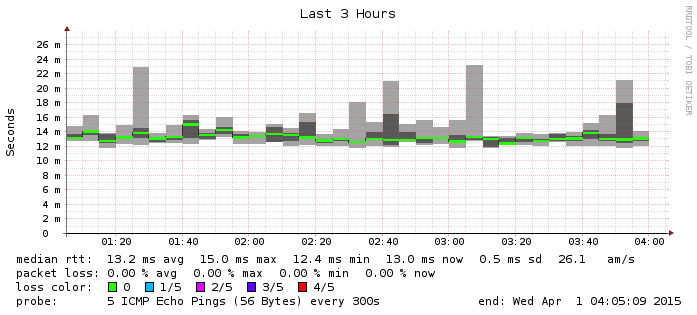 Last 3 Hours
RRDTOOL / TOBI OETIKER
Seconds
26 m
24 m
22 m
20 m
18 m
16 m
14 m
12 m
10 m
8 m
6 m
4 m
2 m
0
01:20 01:40 02:00 02:20 02:40 03:00 03:20 03:40 04:00
median rtt: 13.2 ms avg 15.0 ms max 12.4 ms min 13.0 ms now 0.5 ms sd 26.1 am/s
packet loss: 0.00 % avg 0.00 % max 0.00 % min 0.00 % now
loss color: 0 1/5 2/5 3/5 4/5
probe: 5 ICMP Echo Pings (56 Bytes) every 300s end: Wed Apr 1 04:05:09 2015